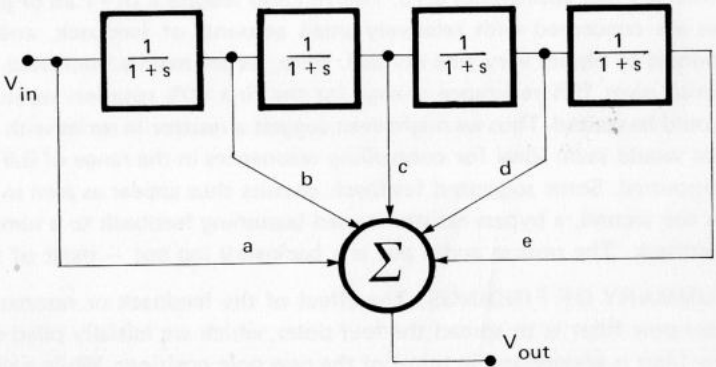 1 1 1 1
1 + s 1 + s 1 + s 1 + s
V in
b c d
a e
Σ
V out